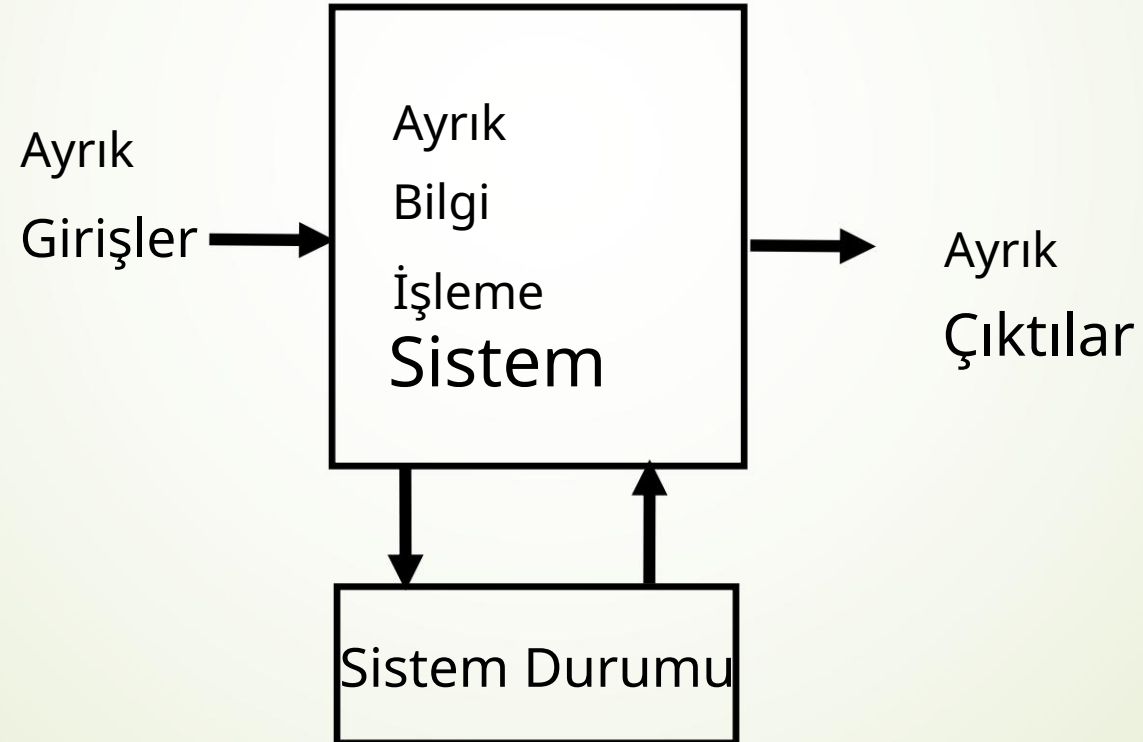 Ayrık
Girişler
Ayrık
Bilgi
İşleme
Sistem
Ayrık
Çıktılar
Sistem Durumu